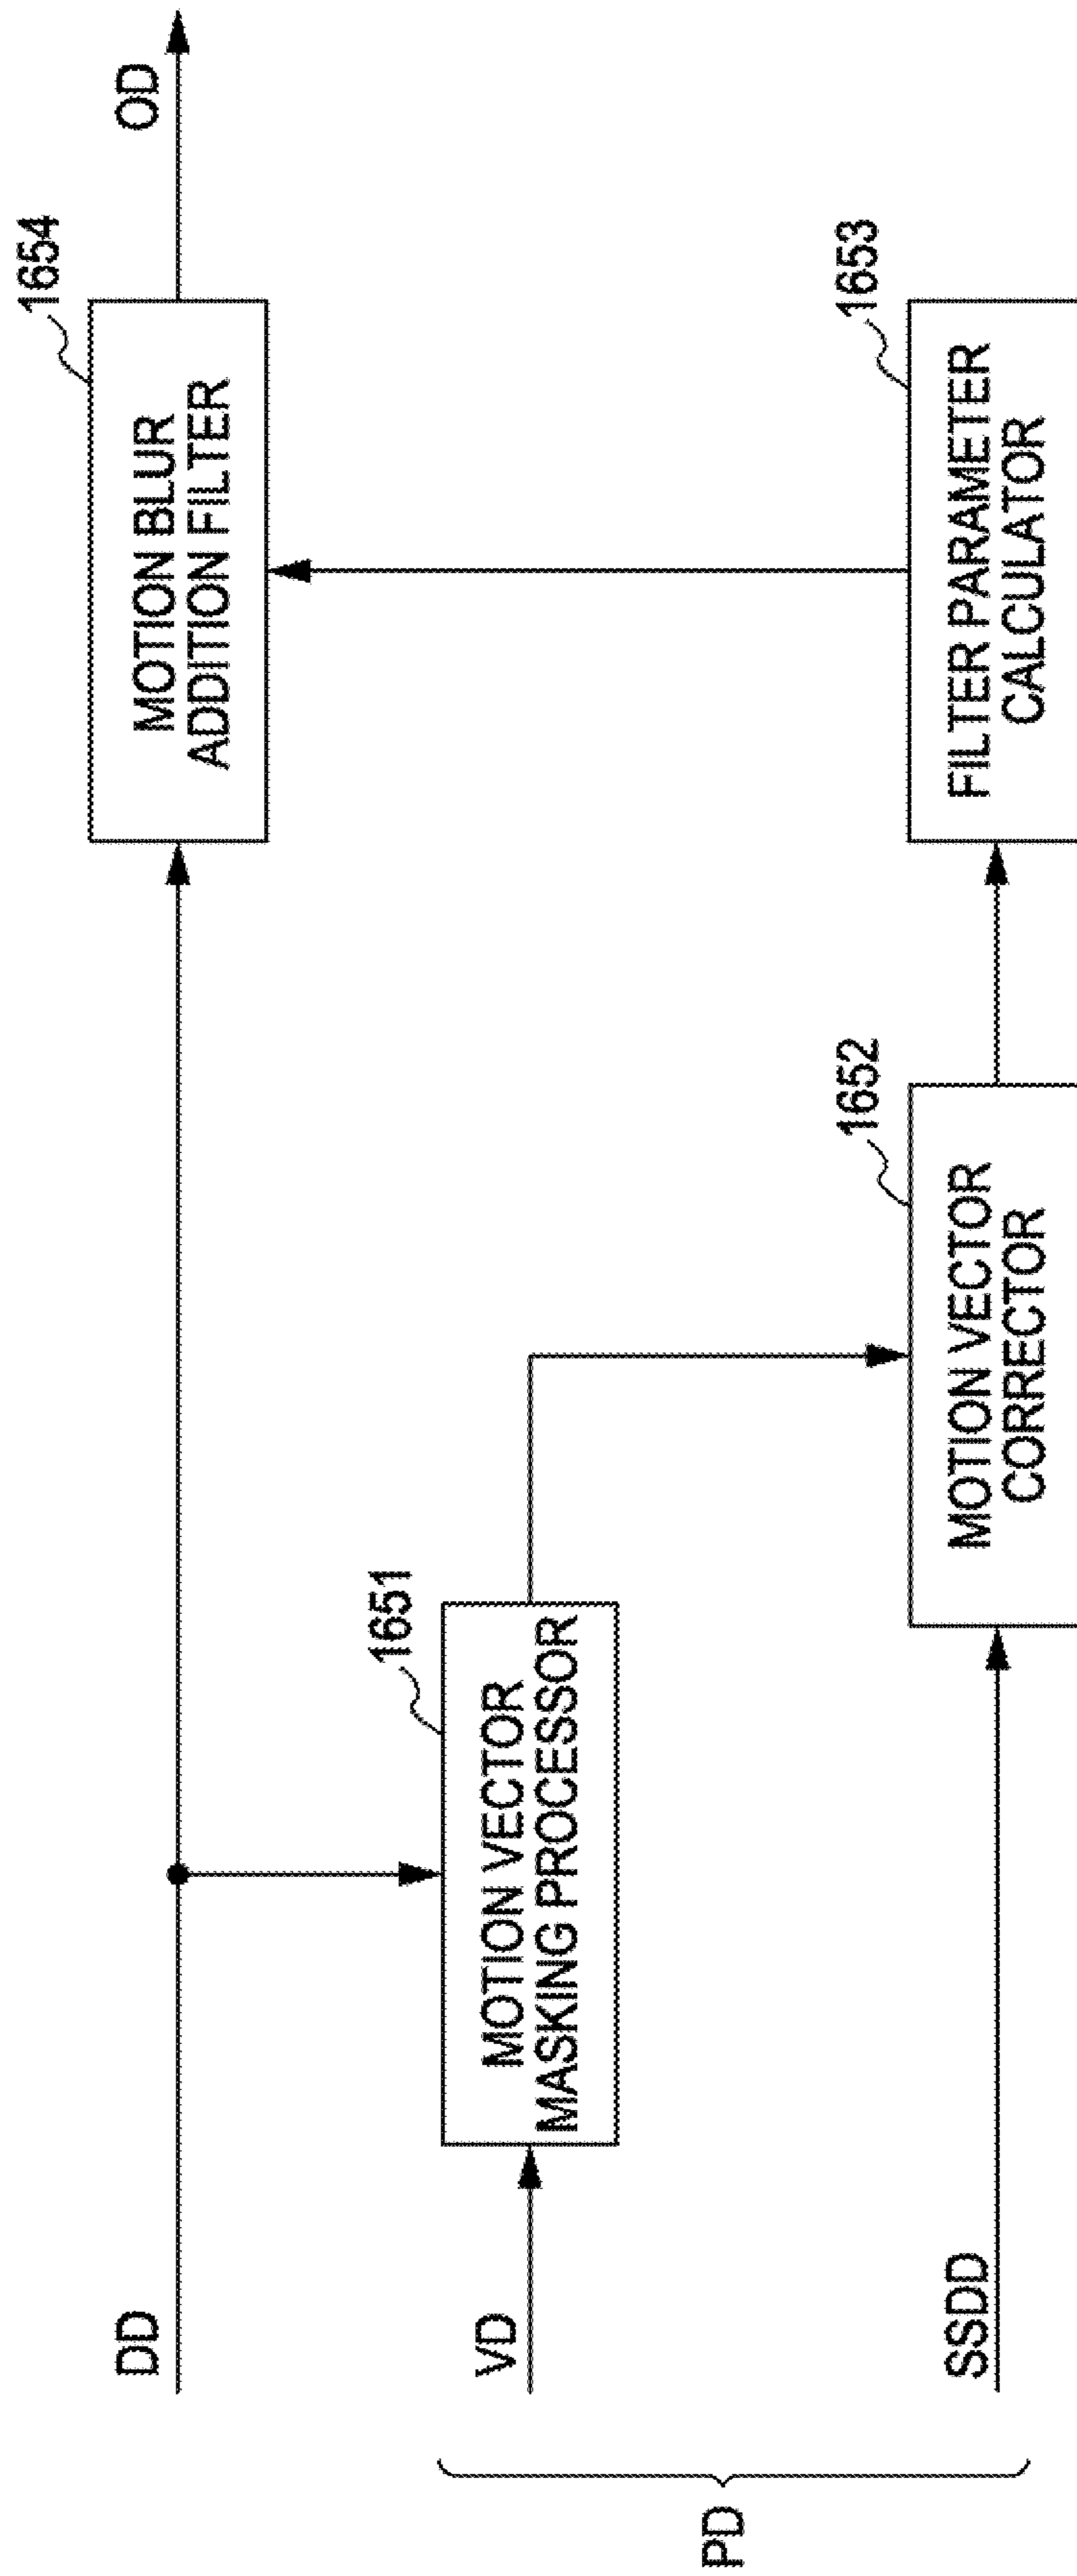 DD
OD
1654
MOTION BLUR
ADDITION FILTER
1651
MOTION VECTOR
MASKING PROCESSOR
VD
PD
SSDD
1652
MOTION VECTOR
CORRECTOR
1653
FILTER PARAMETER
CALCULATOR